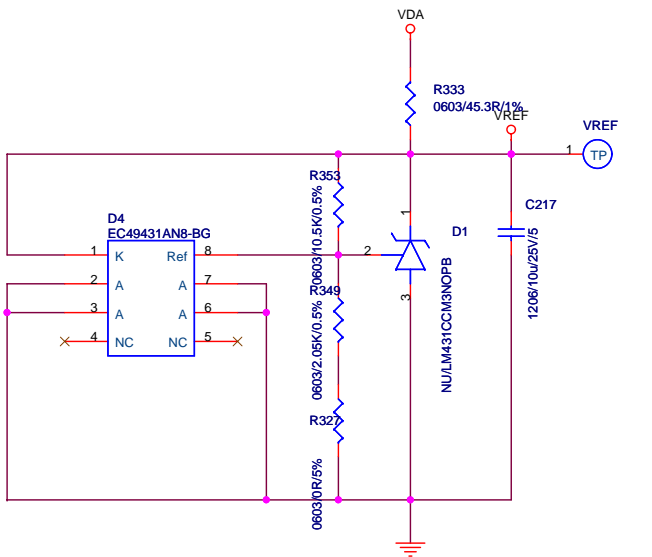 VDA
R333
0603/45.3R/1%
VREF
VREF
1
TP
R353
0603/10.5K/0.5%
C217
1206/10u/25V/5
D4
EC49431AN8-BG
1
K
Ref
8
2
A
A
7
3
A
A
6
4
NC
NC
5
1
2
3
D1
NU/LM431CCM3NOPB
R349
0603/2.05K/0.5%
R327
0603/0R/5%